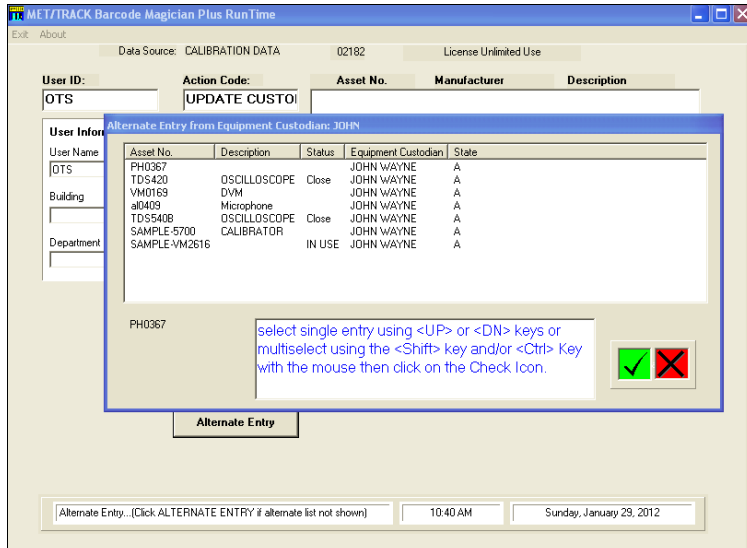 MET/TRACK Barcode Magician Plus RunTime
Exit About
Data Source: CALIBRATION DATA 02182 License Unlimited Use
User ID: Action Code: Asset No. Manufacturer Description
OTS UPDATE CUSTO
Alternate Entry from Equipment Custodian: JOHN
User Inform
User Name
OTS
Building
Department
Asset No. Description Status Equipment Custodian State
PH0367 JOHN WAYNE A
TDS420 OSCILLOSCOPE Close JOHN WAYNE A
VM0169 DVM JOHN WAYNE A
al0409 Microphone JOHN WAYNE A
TDS540B OSCILLOSCOPE Close JOHN WAYNE A
SAMPLE-5700 CALIBRATOR JOHN WAYNE A
SAMPLE-VM2616 IN USE JOHN WAYNE A
PH0367
select single entry using <UP> or <DN> keys or
multiselect using the <Shift> key and/or <Ctrl> Key
with the mouse then click on the Check Icon.
Alternate Entry
Alternate Entry...(Click ALTERNATE ENTRY if alternate list not shown) 10:40 AM Sunday, January 29, 2012